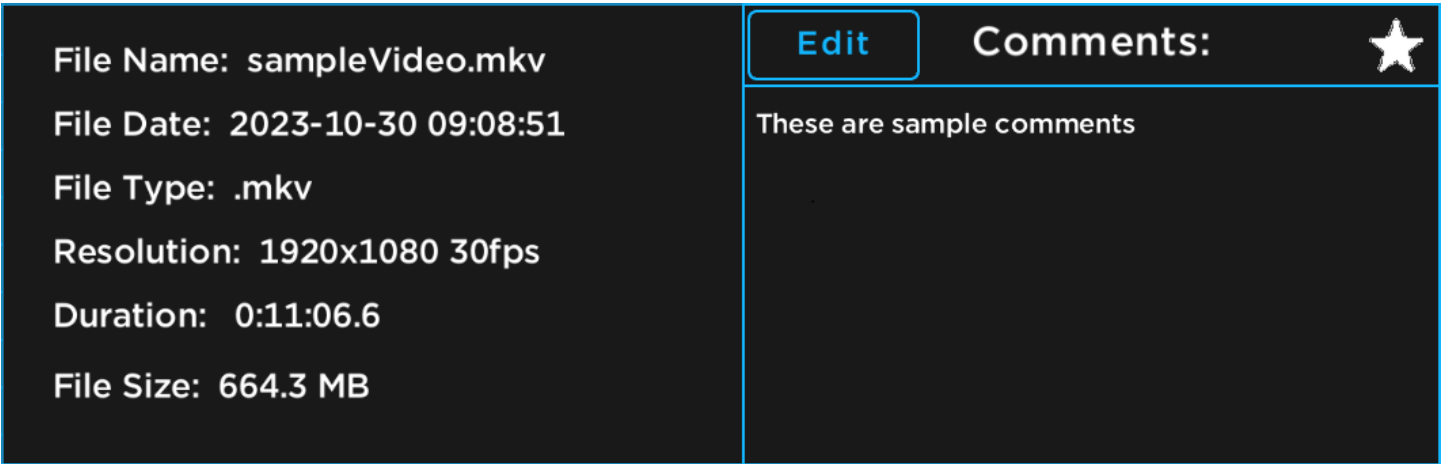 File Name: sampleVideo.mkv
File Date: 2023-10-30 09:08:51
File Type: .mkv
Resolution: 1920x1080 30fps
Duration: 0:11:06.6
File Size: 664.3 MB
Edit
Comments:
These are sample comments